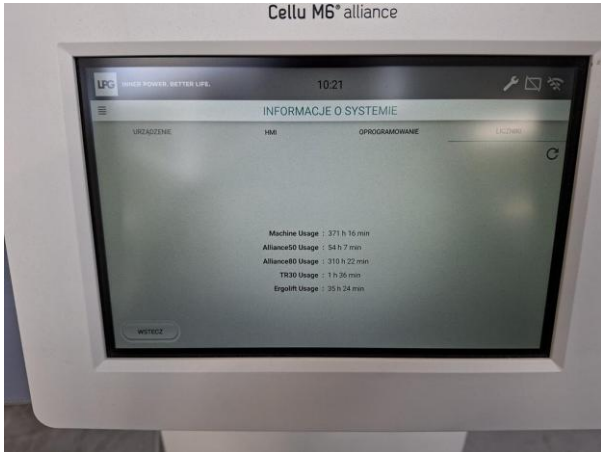 Cellu M6® alliance
LPG INNER POWER. BETTER LIFE. 10:21
INFORMACJE O SYSTEMIE
URZĄDZENIE HMI OPROGRAMOWANIE LICZNIKI
Machine Usage : 371 h 16 min
Alliance50 Usage : 54 h 7 min
Alliance80 Usage : 310 h 22 min
TR30 Usage : 1 h 36 min
Ergolift Usage : 35 h 24 min
WSTECZ